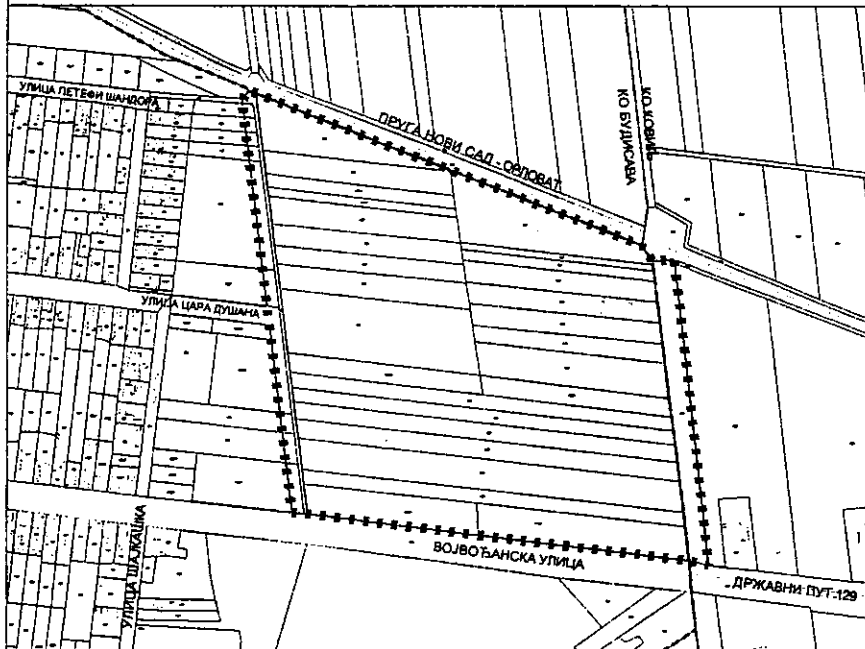 УЛИЦА ПЕТЕФИ ШАНДОРА
ПРУГА НОВИ САД - ОРЛОВАТ
КО КОВИЉ
КО БУДИСАВА
УЛИЦА ЦАРА ДУШАНА
УЛИЦА ШАЈКАШКА
ВОЈВОЂАНСКА УЛИЦА
ДРЖАВНИ ПУТ 129